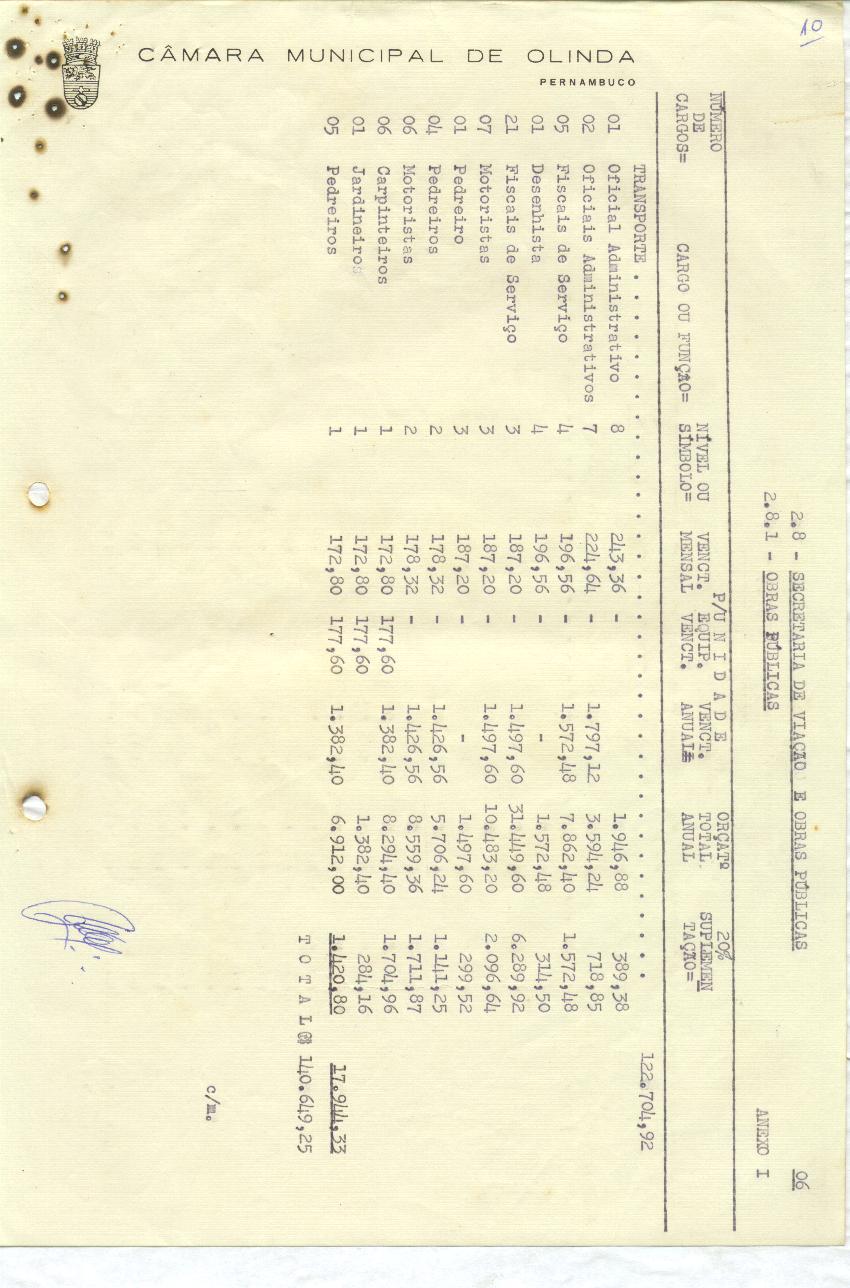 10
CÂMARA MUNICIPAL DE OLINDA
PERNAMBUCO
06
2.8 - SECRETARIA DE VIAÇÃO E OBRAS PÚBLICAS
2.8.1 - OBRAS PÚBLICAS ANEXO I
NÚMERO P/U N I D A D E ORÇATº 20%
DE NÍVEL OU VENCT. EQUIP. VENCT. TOTAL SUPLEMEN
CARGOS= CARGO OU FUNÇÃO= SÍMBOLO= MENSAL VENCT. ANUAL= ANUAL TAÇÃO=
TRANSPORTE . . . . . . . . . . . . . . . . . . . . . . . . . . . . . . 122.704,92
01 Oficial Administrativo 8 243,36 - 1.946,88 389,38
02 Oficiais Administrativos 7 224,64 - 1.797,12 3.594,24 718,85
05 Fiscais de Serviço 4 196,56 - 1.572,48 7.862,40 1.572,48
01 Desenhista 4 196,56 - - 1.572,48 314,50
21 Fiscais de Serviço 3 187,20 - 1.497,60 31.449,60 6.289,92
07 Motoristas 3 187,20 - 1.497,60 10.483,20 2.096,64
01 Pedreiro 3 187,20 - - 1.497,60 299,52
04 Pedreiros 2 178,32 - 1.426,56 5.706,24 1.141,25
06 Motoristas 2 178,32 - 1.426,56 8.559,36 1.711,87
06 Carpinteiros 1 172,80 177,60 1.382,40 8.294,40 1.704,96
01 Jardineiros 1 172,80 177,60 1.382,40 284,16
05 Pedreiros 1 172,80 177,60 1.382,40 6.912,00 1.420,80 17.944,33
T O T A L 140.649,25
c/m.